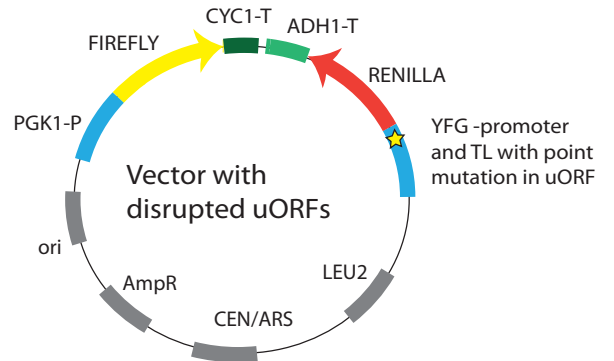 CYC1-T
ADH1-T
FIREFLY
RENILLA
PGK1-P
YFG -promoter
and TL with point
mutation in uORF
Vector with
disrupted uORFs
ori
LEU2
AmpR
CEN/ARS